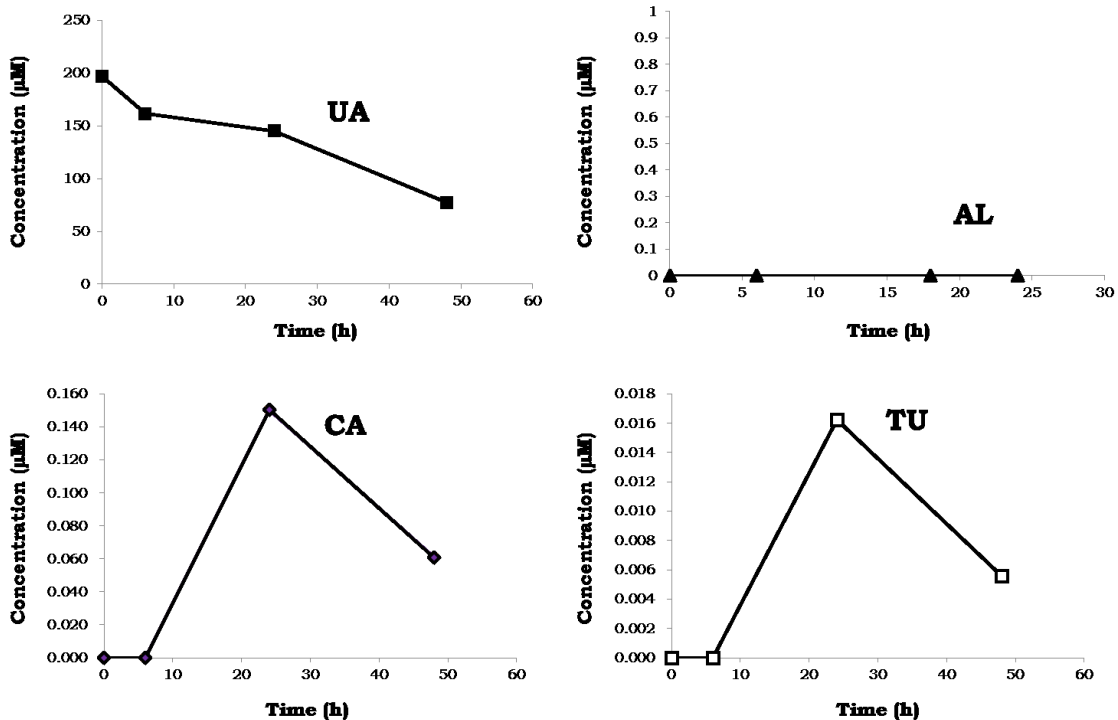 250
200
150
100
50
0
Concentration (µM)
UA
0 10 20 30 40 50 60
Time (h)
1
0.9
0.8
0.7
0.6
0.5
0.4
0.3
0.2
0.1
0
Concentration (µM)
AL
0 5 10 15 20 25 30
Time (h)
0.160
0.140
0.120
0.100
0.080
0.060
0.040
0.020
0.000
Concentration (µM)
CA
0 10 20 30 40 50 60
Time (h)
0.018
0.016
0.014
0.012
0.010
0.008
0.006
0.004
0.002
0.000
Concentration (µM)
TU
0 10 20 30 40 50 60
Time (h)